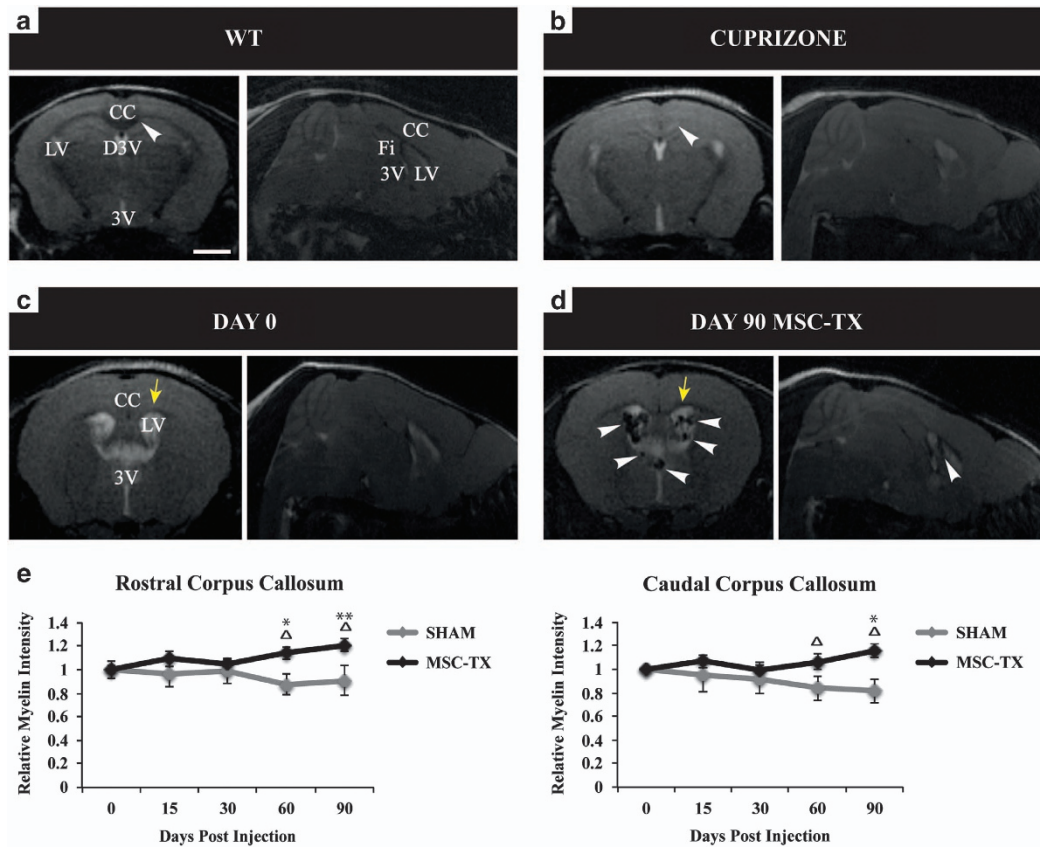 a
WT
CC
LV
D3V
3V
CC
Fi
3V LV
b
CUPRIZONE
c
DAY 0
CC
LV
3V
d
DAY 90 MSC-TX
e
Rostral Corpus Callosum
Relative Myelin Intensity
1.4
1.2
1
0.8
0.6
0.4
0.2
0
*
Δ
**
Δ
SHAM
MSC-TX
0 15 30 60 90
Days Post Injection
Caudal Corpus Callosum
Relative Myelin Intensity
1.4
1.2
1
0.8
0.6
0.4
0.2
0
Δ
*
Δ
SHAM
MSC-TX
0 15 30 60 90
Days Post Injection